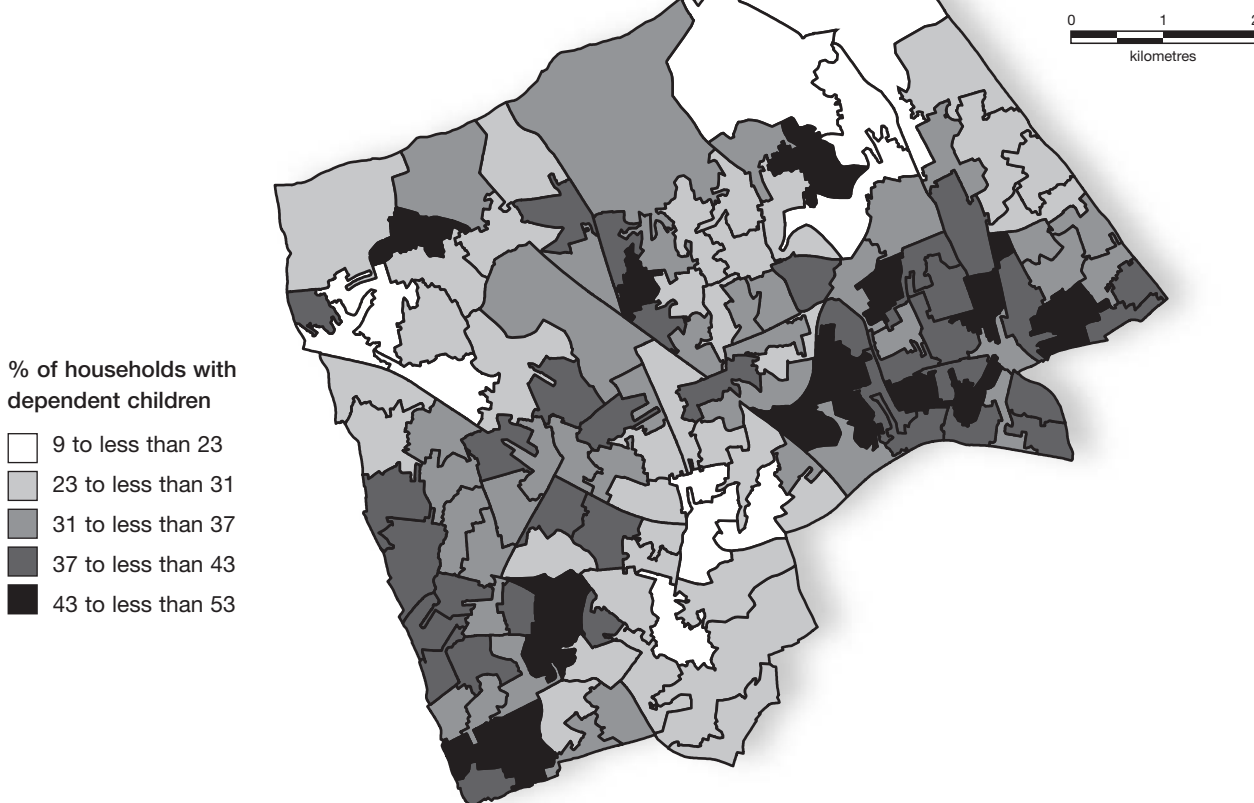 0 1 2
kilometres
% of households with
dependent children
9 to less than 23
23 to less than 31
31 to less than 37
37 to less than 43
43 to less than 53